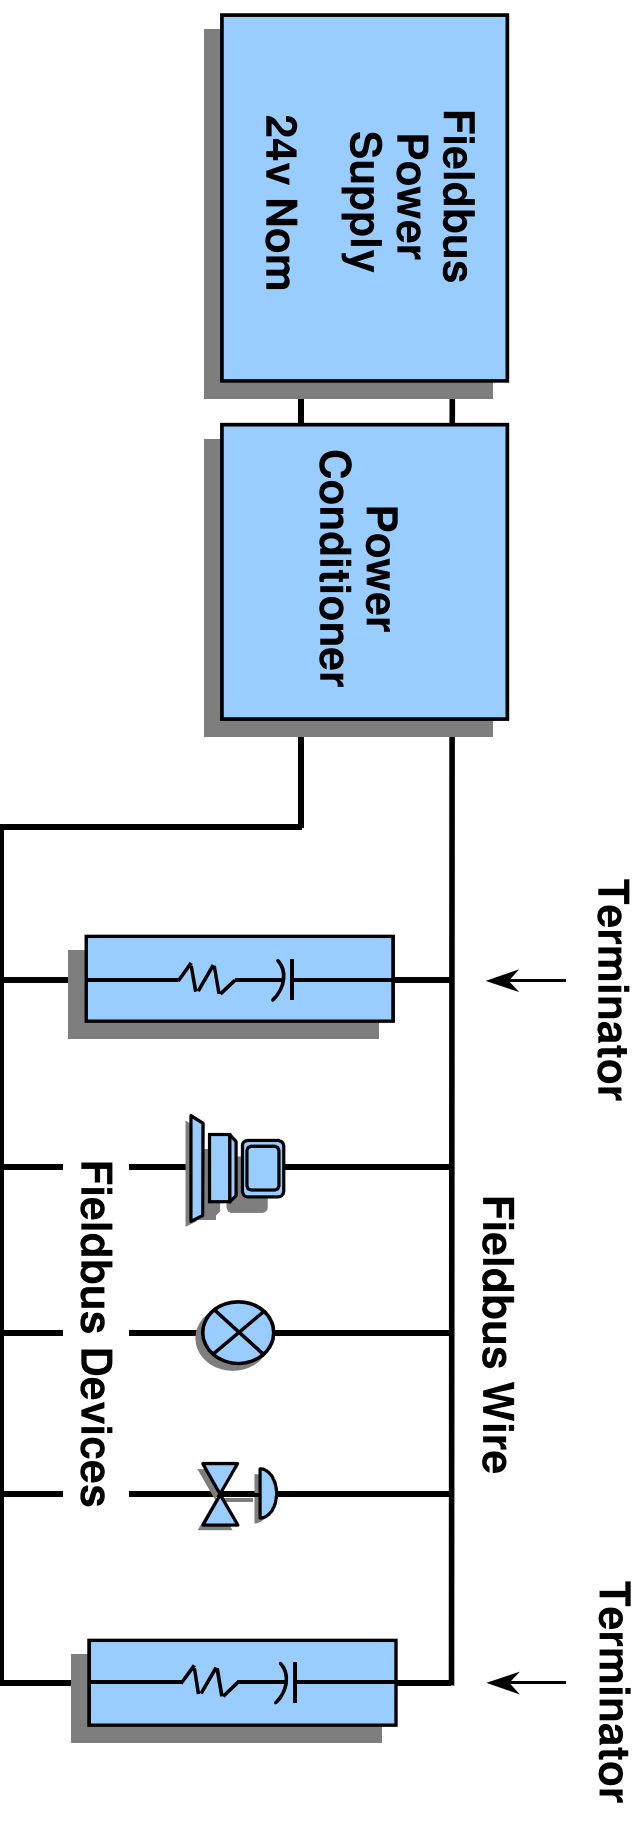 Fieldbus
Power
Supply
24v Nom
Power
Conditioner
Terminator
Fieldbus Wire
Fieldbus Devices
Terminator